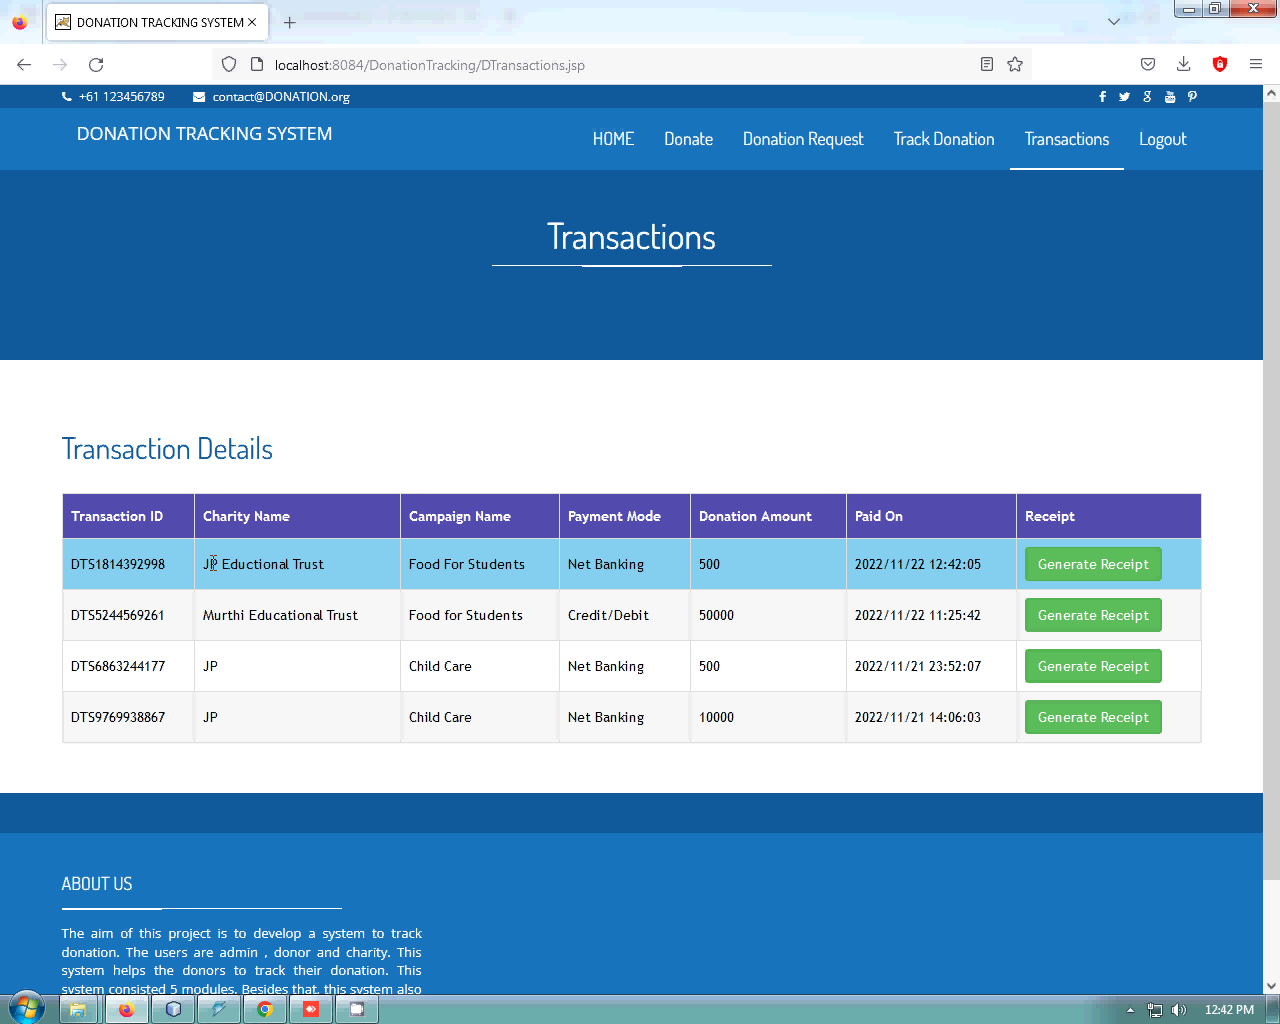 DONATION TRACKING SYSTEM
localhost:8084/DonationTracking/DTransactions.jsp
+61 123456789 contact@DONATION.org
DONATION TRACKING SYSTEM HOME Donate Donation Request Track Donation Transactions Logout
Transactions
Transaction Details
Transaction ID Charity Name Campaign Name Payment Mode Donation Amount Paid On Receipt
DTS1814392998 JP Eductional Trust Food For Students Net Banking 500 2022/11/22 12:42:05 Generate Receipt
DTS5244569261 Murthi Educational Trust Food for Students Credit/Debit 50000 2022/11/22 11:25:42 Generate Receipt
DTS6863244177 JP Child Care Net Banking 500 2022/11/21 23:52:07 Generate Receipt
DTS9769938867 JP Child Care Net Banking 10000 2022/11/21 14:06:03 Generate Receipt
ABOUT US
The aim of this project is to develop a system to track
donation. The users are admin , donor and charity. This
system helps the donors to track their donation. This
system consisted 5 modules. Besides that, this system also
12:42 PM